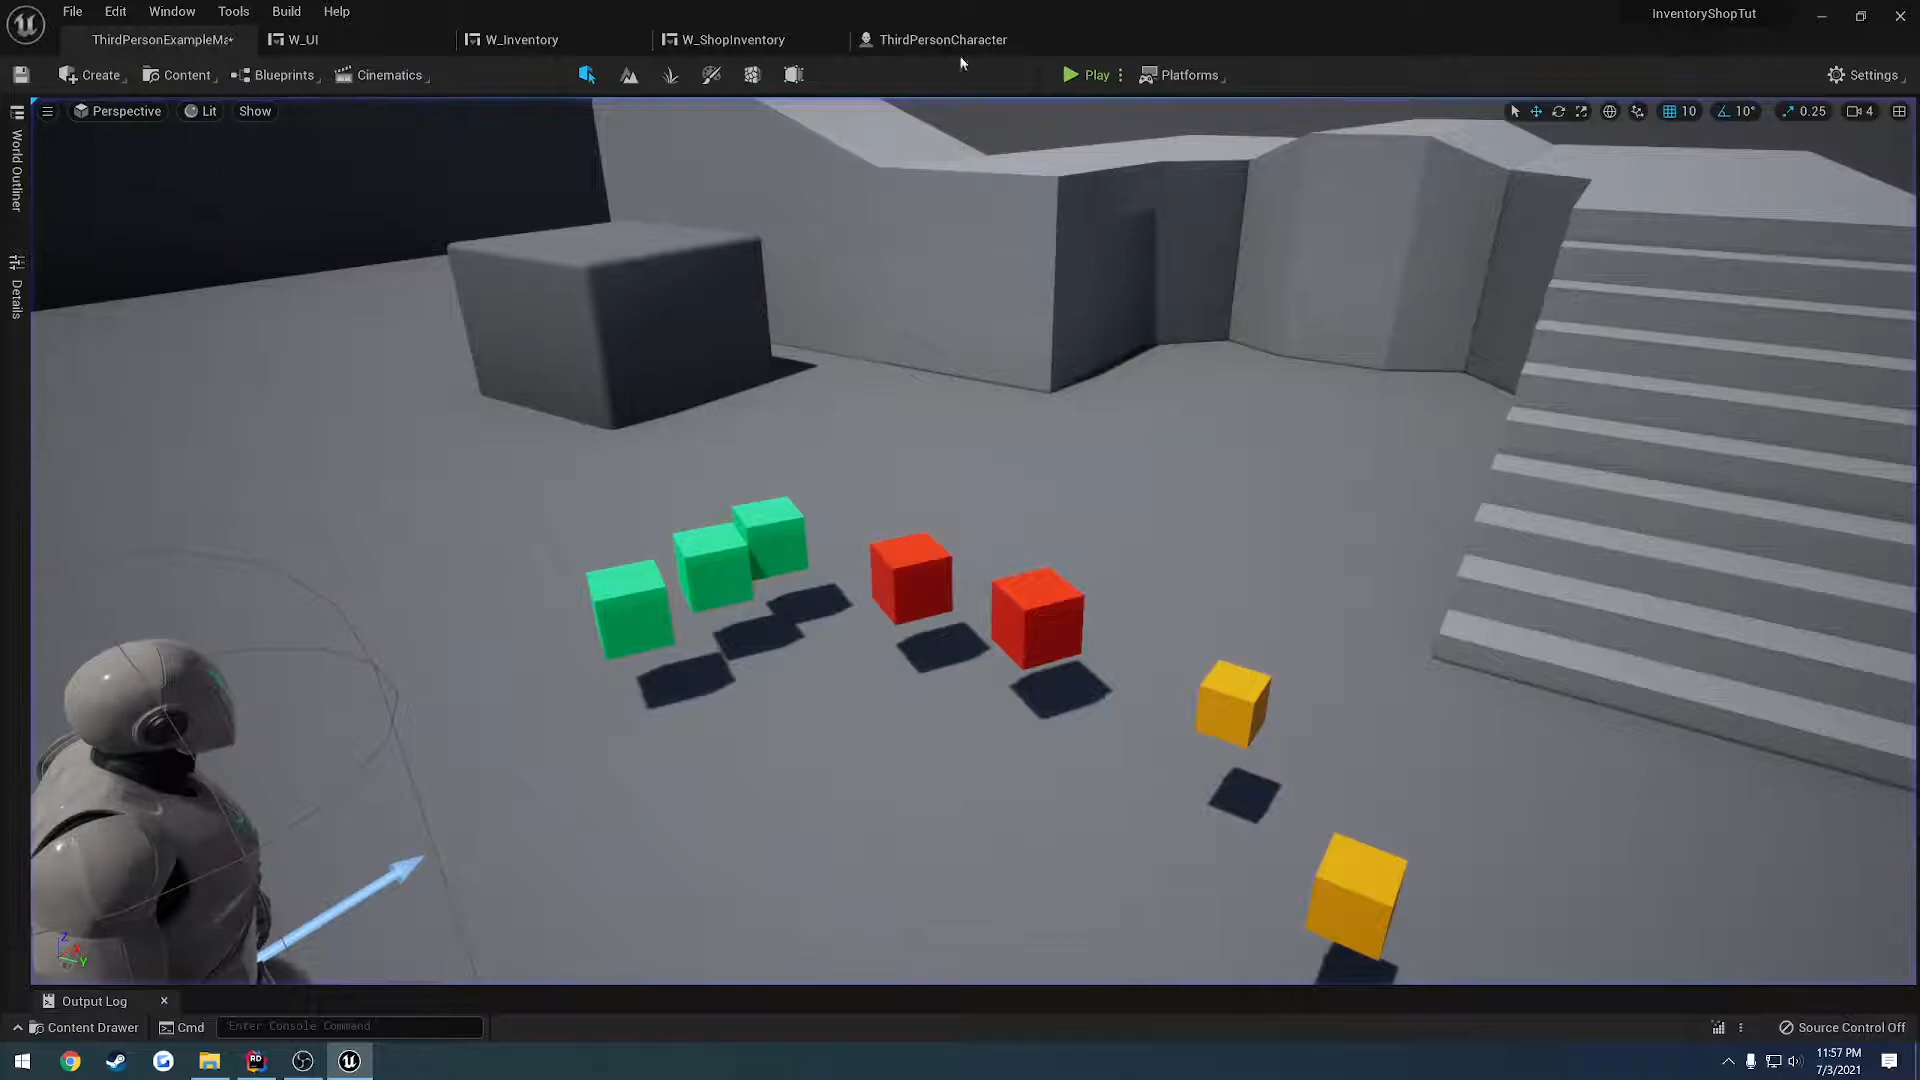 File Edit Window Tools Build Help
InventoryShopTut
ThirdPersonExampleMa*
W_UI
W_Inventory
W_ShopInventory
ThirdPersonCharacter
Create
Content
Blueprints
Cinematics
Play
Platforms
Settings
Perspective
Lit
Show
10
10°
0.25
4
World Outliner
Details
Z
X
Y
Output Log
Content Drawer
Cmd
Enter Console Command
Source Control Off
RD
11:57 PM
7/3/2021